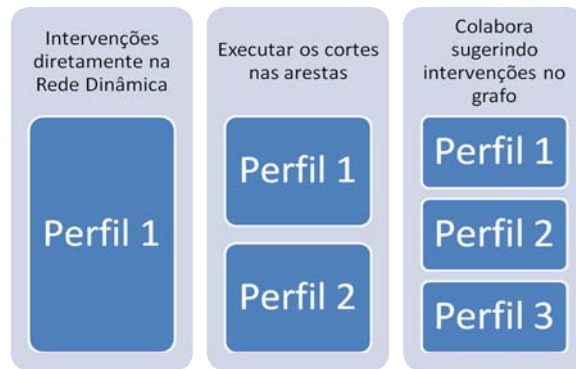 Intervenções
diretamente na
Rede Dinâmica
Perfil 1
Executar os cortes
nas arestas
Perfil 1
Perfil 2
Colabora
sugerindo
intervenções no
grafo
Perfil 1
Perfil 2
Perfil 3